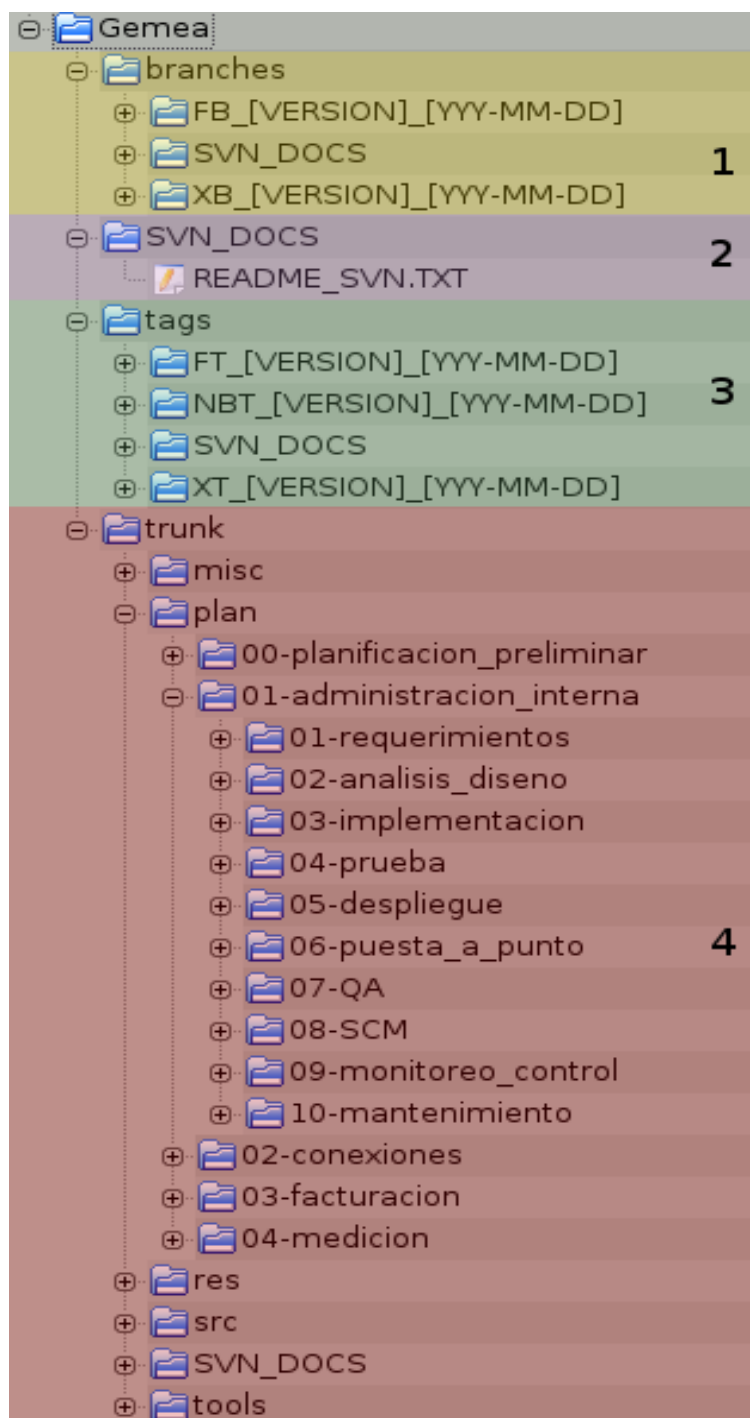 Gemea
branches
FB_[VERSION]_[YYY-MM-DD]
SVN_DOCS
1
XB_[VERSION]_[YYY-MM-DD]
SVN_DOCS
2
README_SVN.TXT
tags
FT_[VERSION]_[YYY-MM-DD]
3
NBT_[VERSION]_[YYY-MM-DD]
SVN_DOCS
XT_[VERSION]_[YYY-MM-DD]
trunk
misc
plan
00-planificacion_preliminar
01-administracion_interna
01-requerimientos
02-analisis_diseno
03-implementacion
04-prueba
05-despliegue
06-puesta_a_punto
4
07-QA
08-SCM
09-monitoreo_control
10-mantenimiento
02-conexiones
03-facturacion
04-medicion
res
src
SVN_DOCS
tools